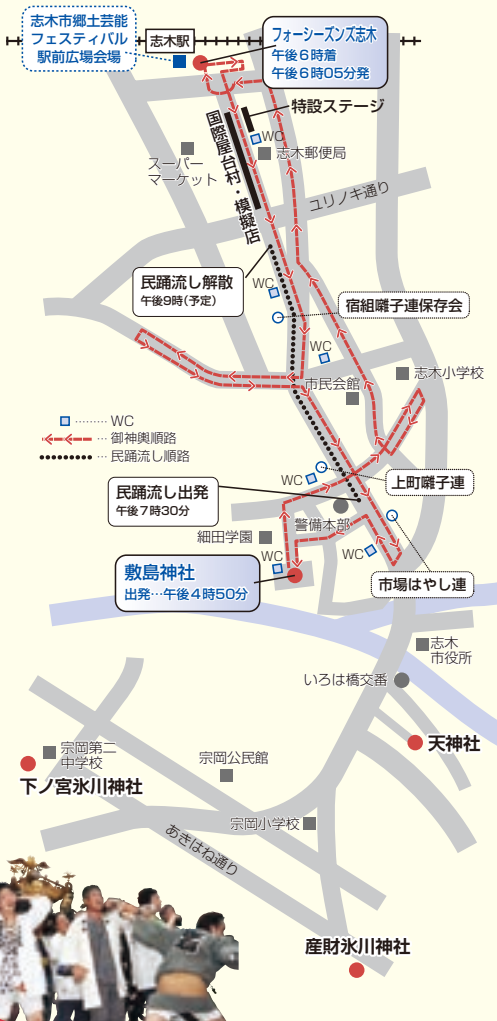 志木市郷土芸能
フェスティバル
駅前広場会場
志木駅
フォーシーズンズ志木
午後6時着
午後6時05分発
特設ステージ
WC
志木郵便局
国際屋台村・模擬店
スーパー
マーケット
ユリノキ通り
民踊流し解散
午後9時(予定)
WC
宿組囃子連保存会
WC
志木小学校
市民会館
WC
御神輿順路
民踊流し順路
上町囃子連
WC
民踊流し出発
午後7時30分
警備本部
細田学園
WC
WC
敷島神社
出発…午後4時50分
市場はやし連
志木
市役所
いろは橋交番
天神社
宗岡第二
中学校
宗岡公民館
下ノ宮氷川神社
宗岡小学校
あきはね通り
産財氷川神社